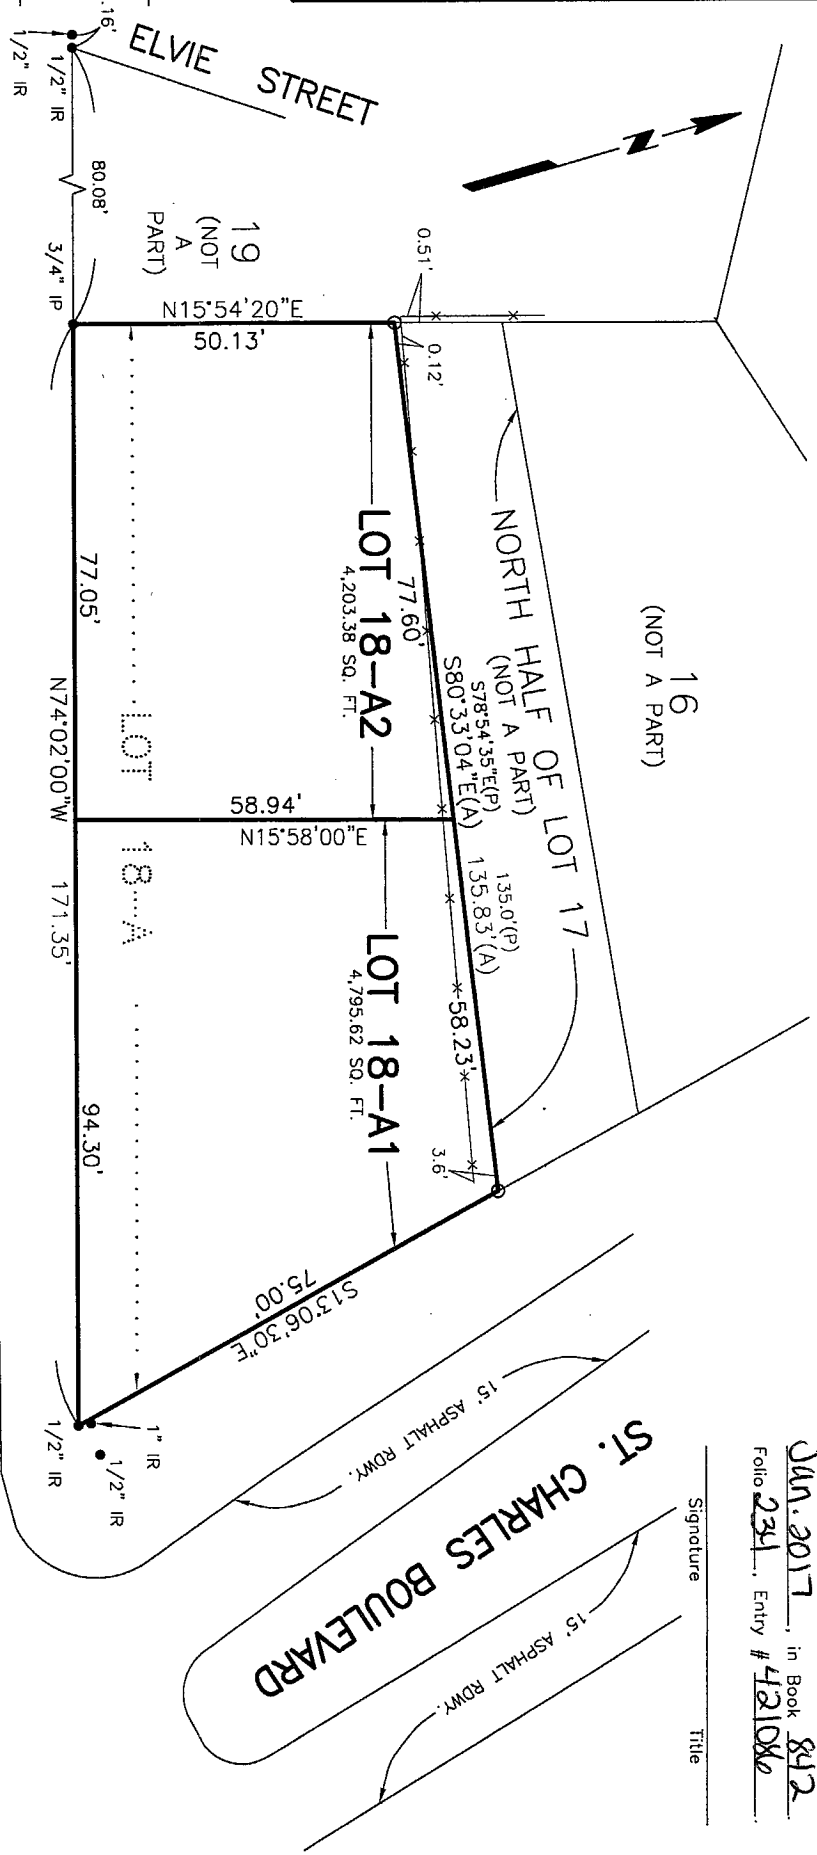 .16'
1/2" IR
1/2" IR
ELVIE STREET
N
80.08'
3/4" IP
19
(NOT
A
PART)
0.51'
0.12'
N15°54'20"E
50.13'
16
(NOT A PART)
NORTH HALF OF LOT 17
(NOT A PART)
S78°54'35"E(P) 135.0'(P)
S80°33'04"E(A) 135.83'(A)
77.60'
58.23'
3.6'
LOT 18-A2
4,203.38 SQ. FT.
LOT 18-A1
4,795.62 SQ. FT.
58.94'
N15°58'00"E
LOT 18-A
77.05'
94.30'
N74°02'00"W 171.35'
S13°06'30"E
75.00'
1" IR
1/2" IR
1/2" IR
15' ASPHALT RDWY.
ST. CHARLES BOULEVARD
15' ASPHALT RDWY.
Jan. 2017, in Book 842
Folio 234, Entry # 421086.
Signature Title